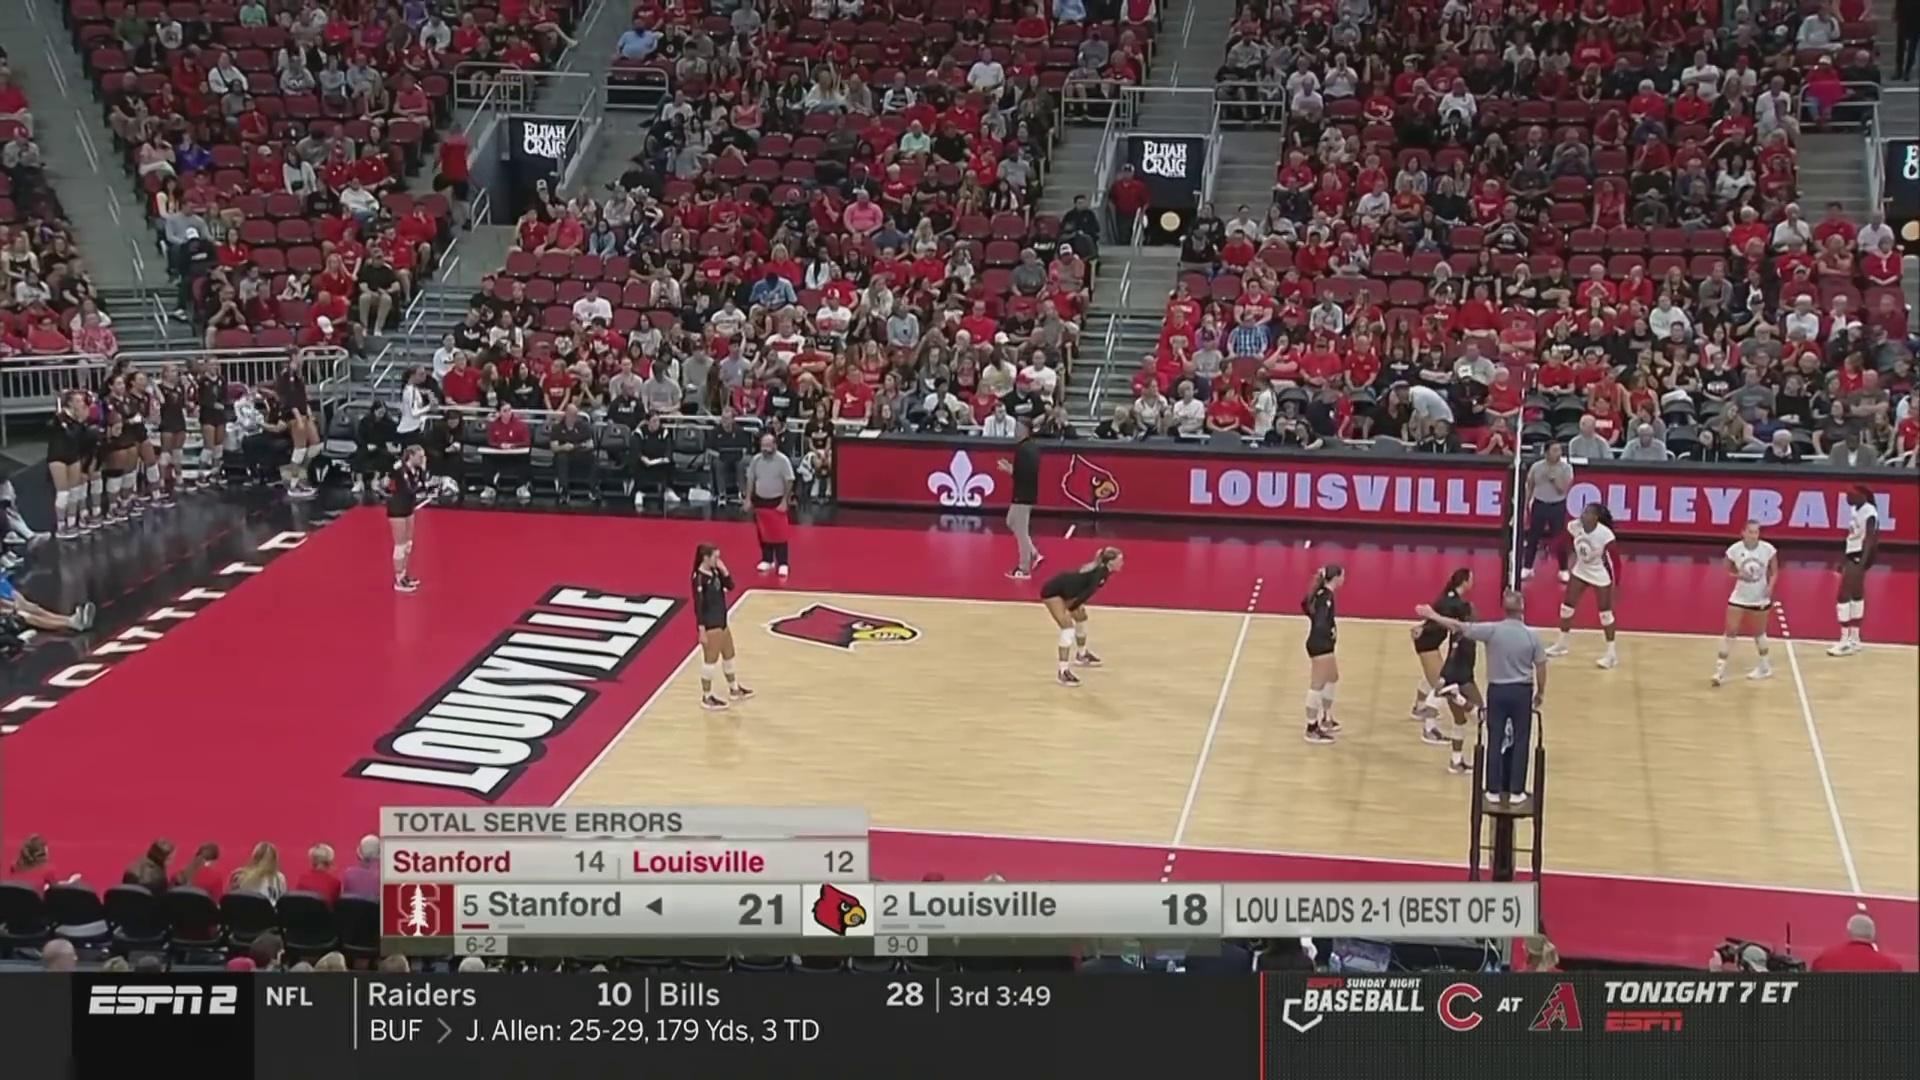 ELIJAH CRAIG
ELIJAH CRAIG
LOUISVILLE
OLLEYBALL
LOUISVILLE
TOTAL SERVE ERRORS
Stanford 14 Louisville 12
5 Stanford 21 2 Louisville 18 LOU LEADS 2-1 (BEST OF 5)
6-2 9-0
ESPN2 NFL Raiders 10 Bills 28 3rd 3:49
BUF > J. Allen: 25-29, 179 Yds, 3 TD
ESPN SUNDAY NIGHT BASEBALL C AT A TONIGHT 7 ET
ESPN